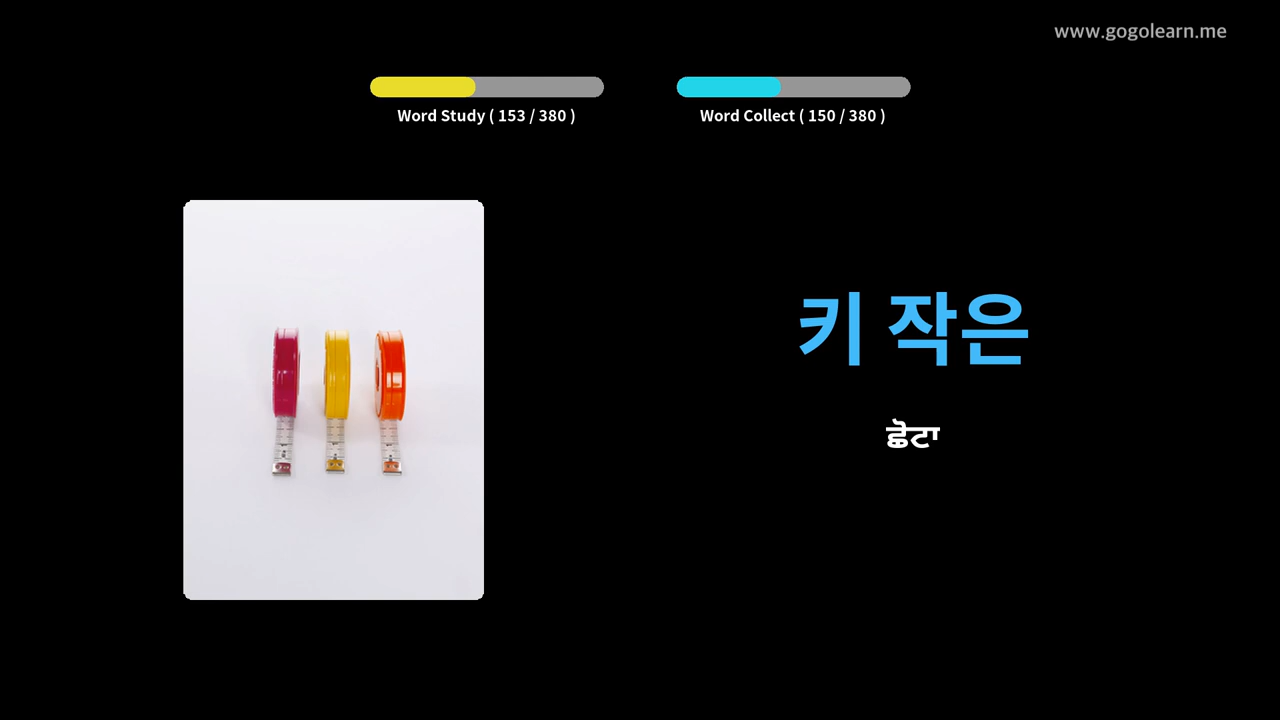 www.gogolearn.me
Word Study ( 153 / 380 )
Word Collect ( 150 / 380 )
키 작은
ਛੋਟਾ